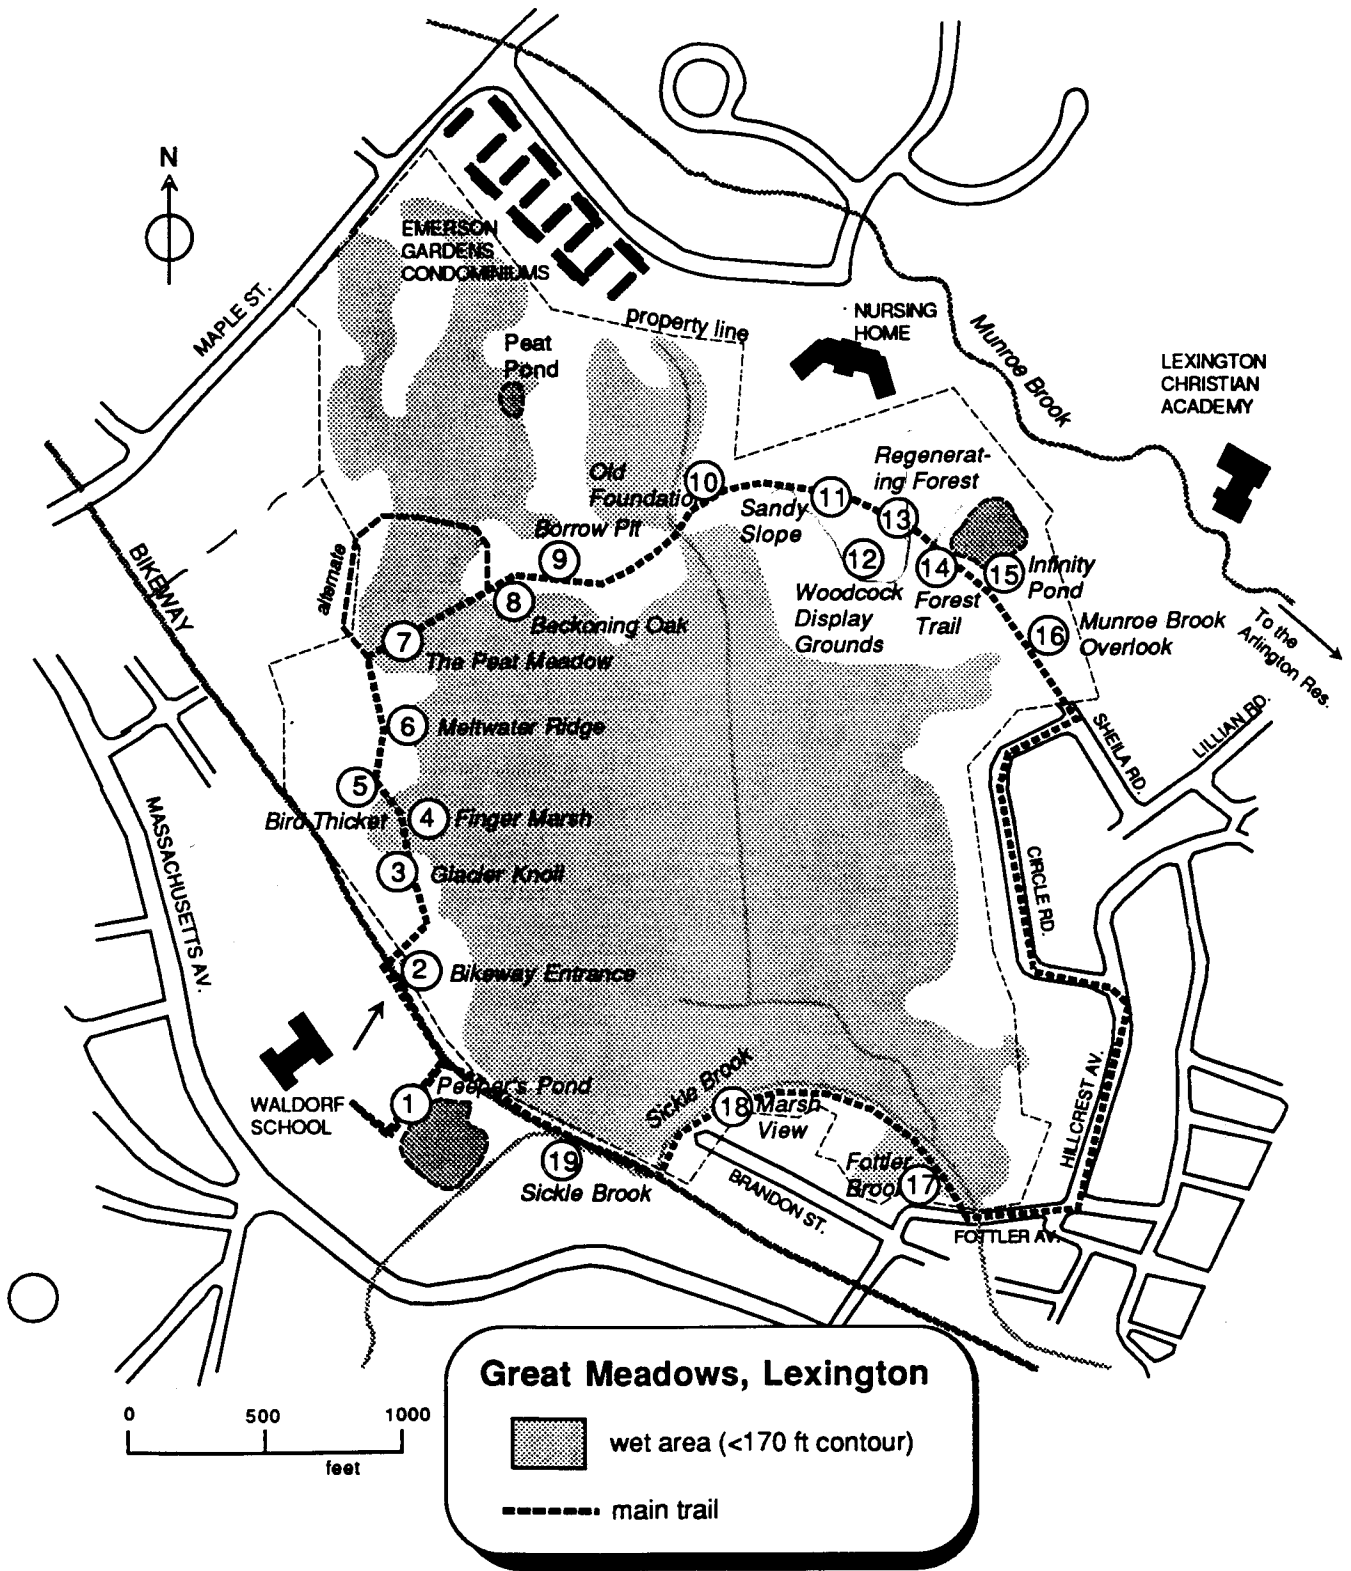 N
EMERSON
GARDENS
CONDOMINIUMS
MAPLE ST.
property line
NURSING
HOME
Munroe Brook
LEXINGTON
CHRISTIAN
ACADEMY
Peat
Pond
Old
Foundation
10
Sandy
Slope
11
Regenerat-
ing Forest
13
Borrow Pit
9
12
Woodcock
Display
Grounds
14
Forest
Trail
15
Infinity
Pond
16
Munroe Brook
Overlook
To the
Arlington Res.
BIKEWAY
alternate
8
Beckoning Oak
7
The Peat Meadow
6
Meltwater Ridge
5
Bird Thicket
4
Finger Marsh
3
Glacier Knoll
2
Bikeway Entrance
MASSACHUSETTS AV.
SHEILA RD.
LILLIAN RD.
CIRCLE RD.
HILLCREST AV.
WALDORF
SCHOOL
1
Peeper's Pond
Sickle Brook
18
Marsh
View
19
Sickle Brook
BRANDON ST.
Fottler
Brook
17
FOTTLER AV.
0 500 1000
feet
Great Meadows, Lexington
wet area (<170 ft contour)
main trail